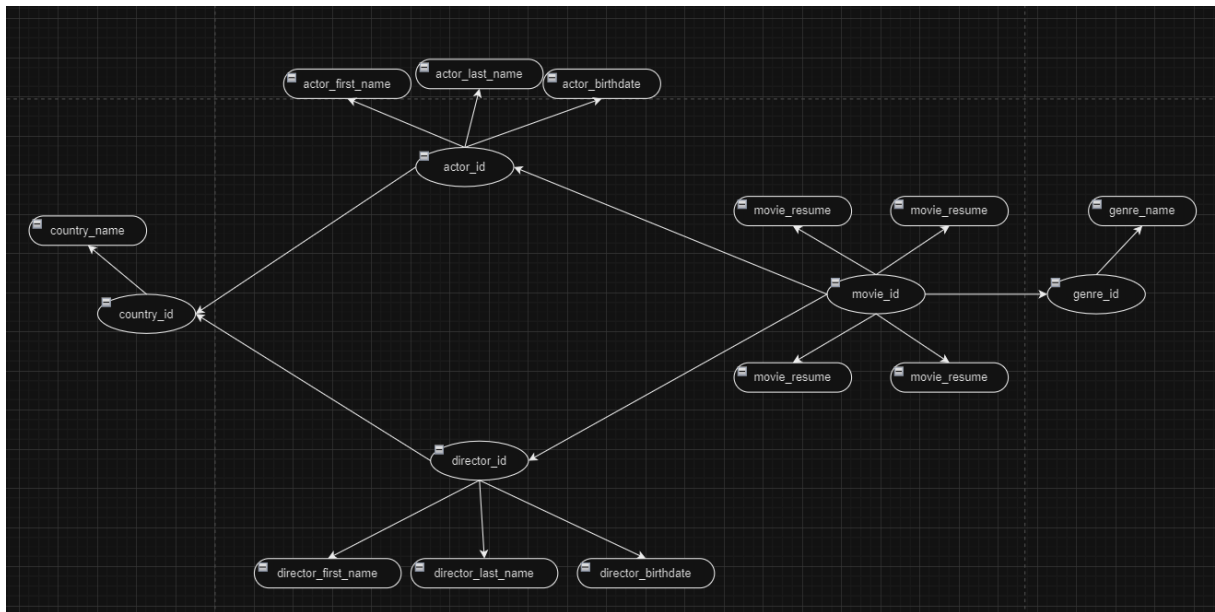 actor_first_name
actor_last_name
actor_birthdate
actor_id
country_name
country_id
movie_resume
movie_resume
genre_name
movie_id
genre_id
movie_resume
movie_resume
director_id
director_first_name
director_last_name
director_birthdate